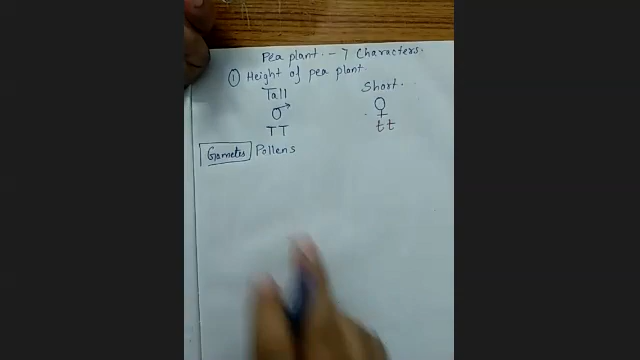 Pea plant. - 7 Characters.
① Height of pea plant.
Tall Short...
♂ ♀
TT tt
Gametes Pollens